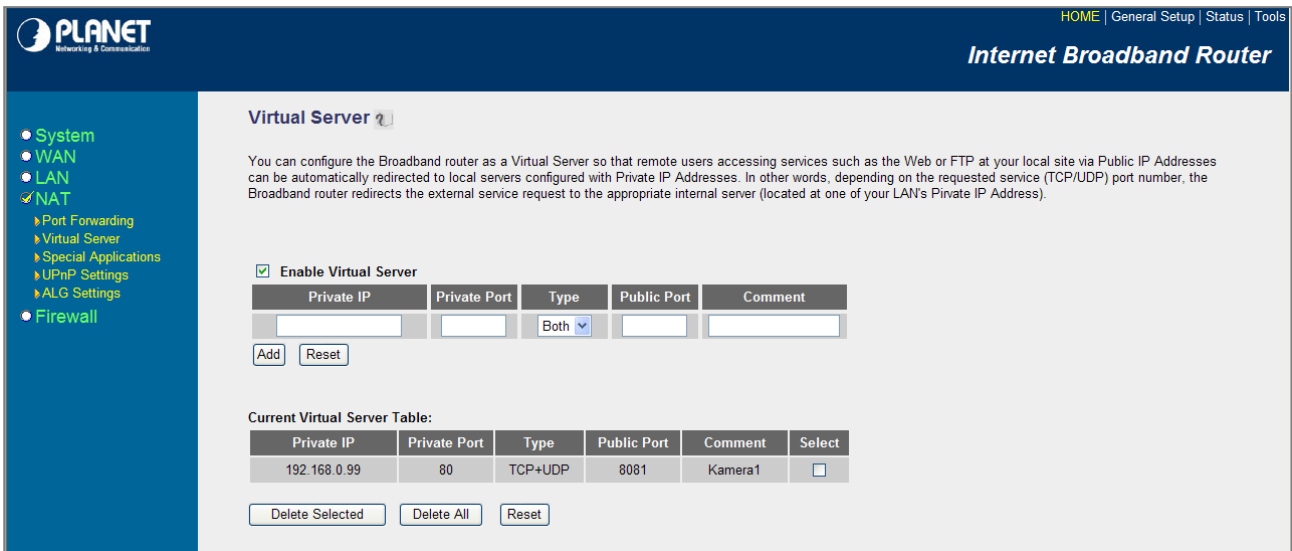 PLANET
Networking & Communication
HOME | General Setup | Status | Tools
Internet Broadband Router
System
WAN
LAN
NAT
Port Forwarding
Virtual Server
Special Applications
UPnP Settings
ALG Settings
Firewall
Virtual Server
You can configure the Broadband router as a Virtual Server so that remote users accessing services such as the Web or FTP at your local site via Public IP Addresses
can be automatically redirected to local servers configured with Private IP Addresses. In other words, depending on the requested service (TCP/UDP) port number, the
Broadband router redirects the external service request to the appropriate internal server (located at one of your LAN's Private IP Address).
Enable Virtual Server
Private IP Private Port Type Public Port Comment
Both
Add Reset
Current Virtual Server Table:
Private IP Private Port Type Public Port Comment Select
192.168.0.99 80 TCP+UDP 8081 Kamera1
Delete Selected Delete All Reset